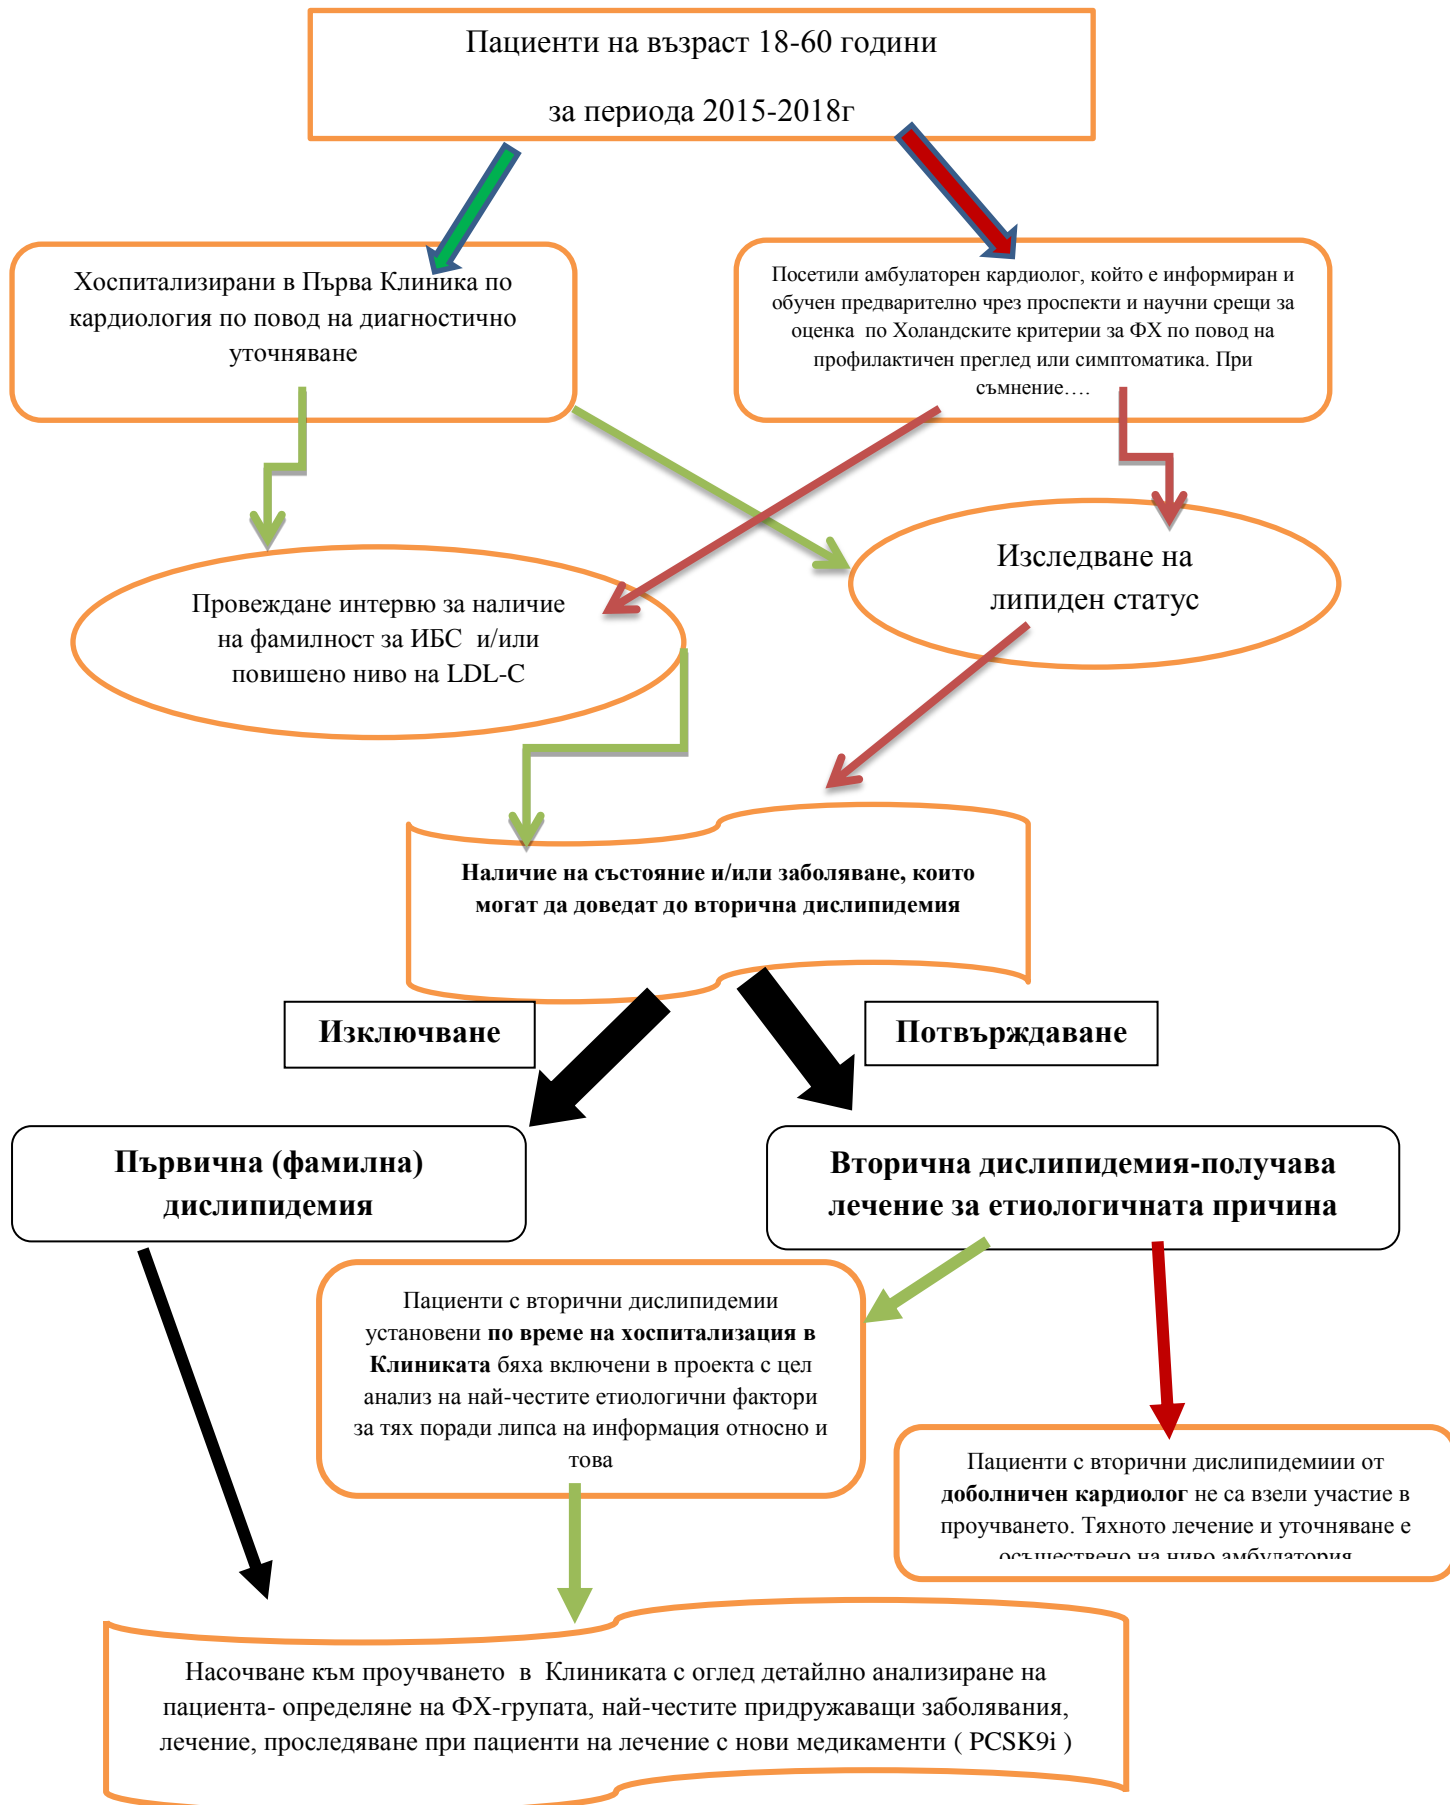 Пациенти на възраст 18-60 години
за периода 2015-2018г
Хоспитализирани в Първа Клиника по
кардиология по повод на диагностично
уточняване
Посетили амбулаторен кардиолог, който е информиран и
обучен предварително чрез проспекти и научни срещи за
оценка по Холандските критерии за ФХ по повод на
профилактичен преглед или симптоматика. При
съмнение….
Провеждане интервю за наличие
на фамилност за ИБС и/или
повишено ниво на LDL-C
Изследване на
липиден статус
Наличие на състояние и/или заболяване, които
могат да доведат до вторична дислипидемия
Изключване
Потвърждаване
Първична (фамилна)
дислипидемия
Вторична дислипидемия-получава
лечение за етиологичната причина
Пациенти с вторични дислипидемии
установени по време на хоспитализация в
Клиниката бяха включени в проекта с цел
анализ на най-честите етиологични фактори
за тях поради липса на информация относно и
това
Пациенти с вторични дислипидемиии от
доболничен кардиолог не са взели участие в
проучването. Тяхното лечение и уточняване е
осъществено на ниво амбулатория
Насочване към проучването в Клиниката с оглед детайлно анализиране на
пациента- определяне на ФХ-групата, най-честите придружаващи заболявания,
лечение, проследяване при пациенти на лечение с нови медикаменти ( PCSK9i )